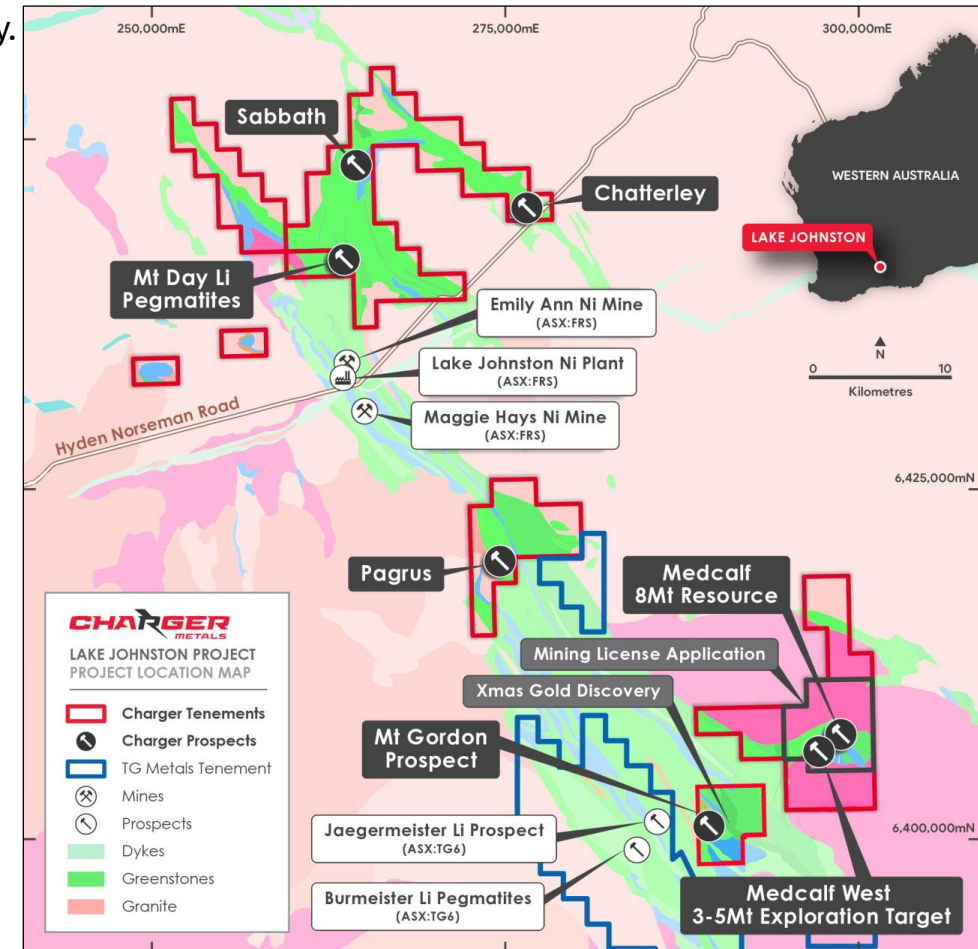 y.
250,000mE
275,000mE
300,000mE
Sabbath
Chatterley
WESTERN AUSTRALIA
LAKE JOHNSTON
Mt Day Li
Pegmatites
Emily Ann Ni Mine
(ASX:FRS)
N
0 10
Kilometres
Lake Johnston Ni Plant
(ASX:FRS)
Maggie Hays Ni Mine
(ASX:FRS)
Hyden Norseman Road
6,425,000mN
Pagrus
Medcalf
8Mt Resource
Mining License Application
Xmas Gold Discovery
Mt Gordon
Prospect
Jaegermeister Li Prospect
(ASX:TG6)
6,400,000mN
Burmeister Li Pegmatites
(ASX:TG6)
Medcalf West
3-5Mt Exploration Target
CHARGER
METALS
LAKE JOHNSTON PROJECT
PROJECT LOCATION MAP
Charger Tenements
Charger Prospects
TG Metals Tenement
Mines
Prospects
Dykes
Greenstones
Granite